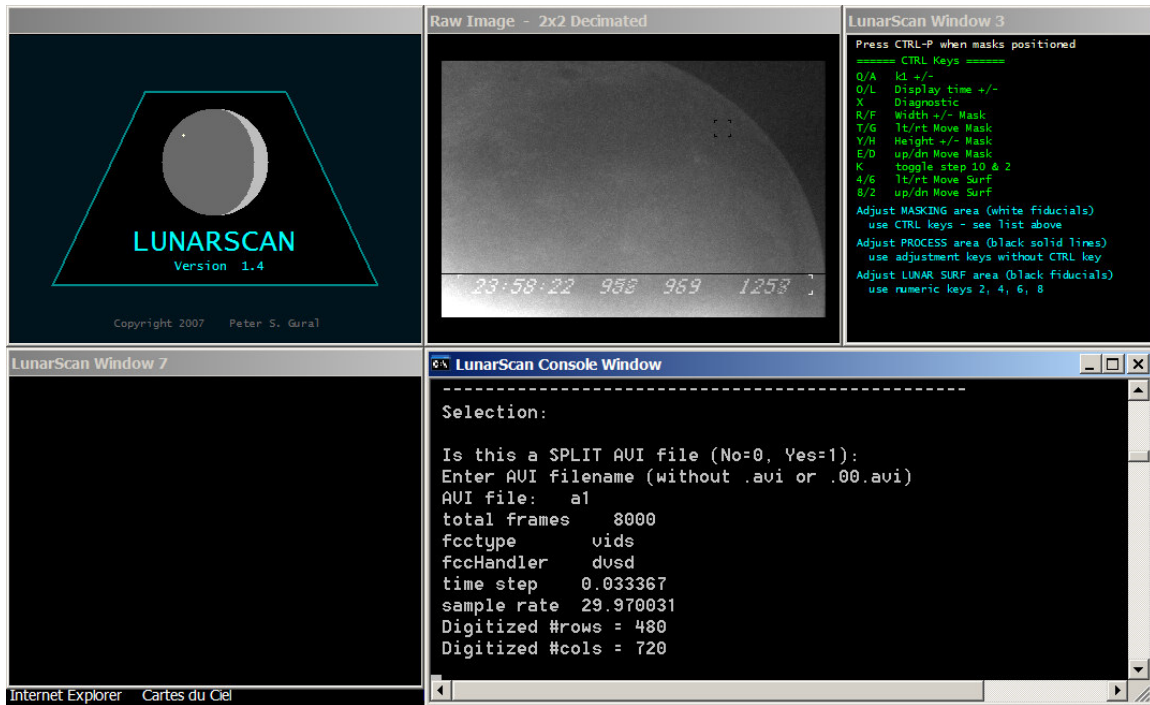 Raw Image - 2x2 Decimated
LunarScan Window 3
LUNARSCAN
Version 1.4
Copyright 2007 Peter S. Gural
23:58:22 958 969 1253
Press CTRL-P when masks positioned
====== CTRL Keys ======
Q/A k1 +/-
O/L Display time +/-
X Diagnostic
R/F Width +/- Mask
T/G lt/rt Move Mask
Y/H Height +/- Mask
E/D up/dn Move Mask
K toggle step 10 & 2
4/6 lt/rt Move Surf
8/2 up/dn Move Surf
Adjust MASKING area (white fiducials)
use CTRL keys - see list above
Adjust PROCESS area (black solid lines)
use adjustment keys without CTRL key
Adjust LUNAR SURF area (black fiducials)
use numeric keys 2, 4, 6, 8
LunarScan Window 7
LunarScan Console Window
-------------------------------------------------
Selection:
Is this a SPLIT AVI file (No=0, Yes=1):
Enter AVI filename (without .avi or .00.avi)
AVI file: a1
total frames 8000
fcctype vids
fccHandler dvsd
time step 0.033367
sample rate 29.970031
Digitized #rows = 480
Digitized #cols = 720
Internet Explorer Cartes du Ciel